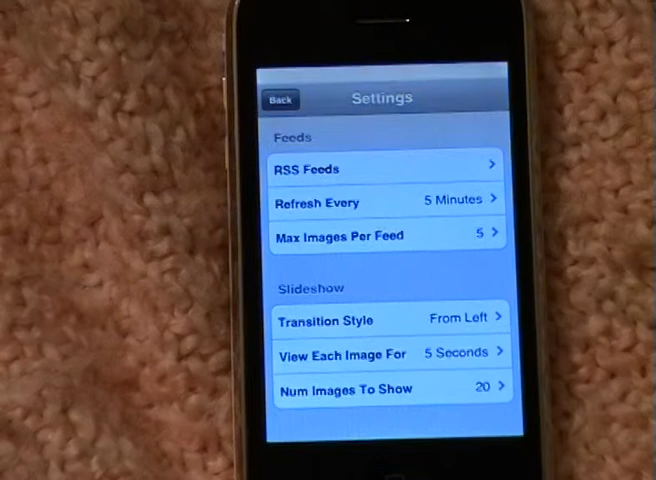 Back Settings
Feeds
RSS Feeds
Refresh Every 5 Minutes
Max Images Per Feed 5
Slideshow
Transition Style From Left
View Each Image For 5 Seconds
Num Images To Show 20